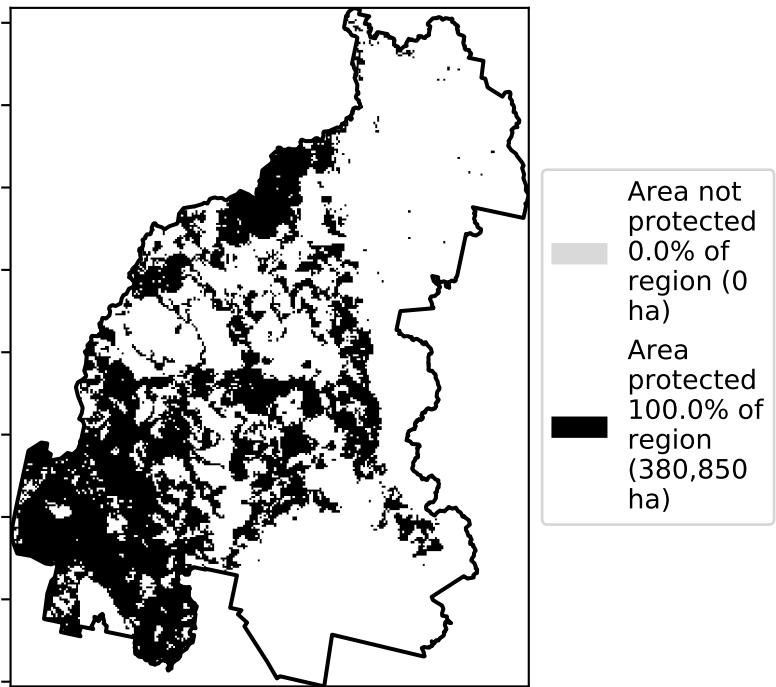 Area not
protected
0.0% of
region (0
ha)
Area
protected
100.0% of
region
(380,850
ha)